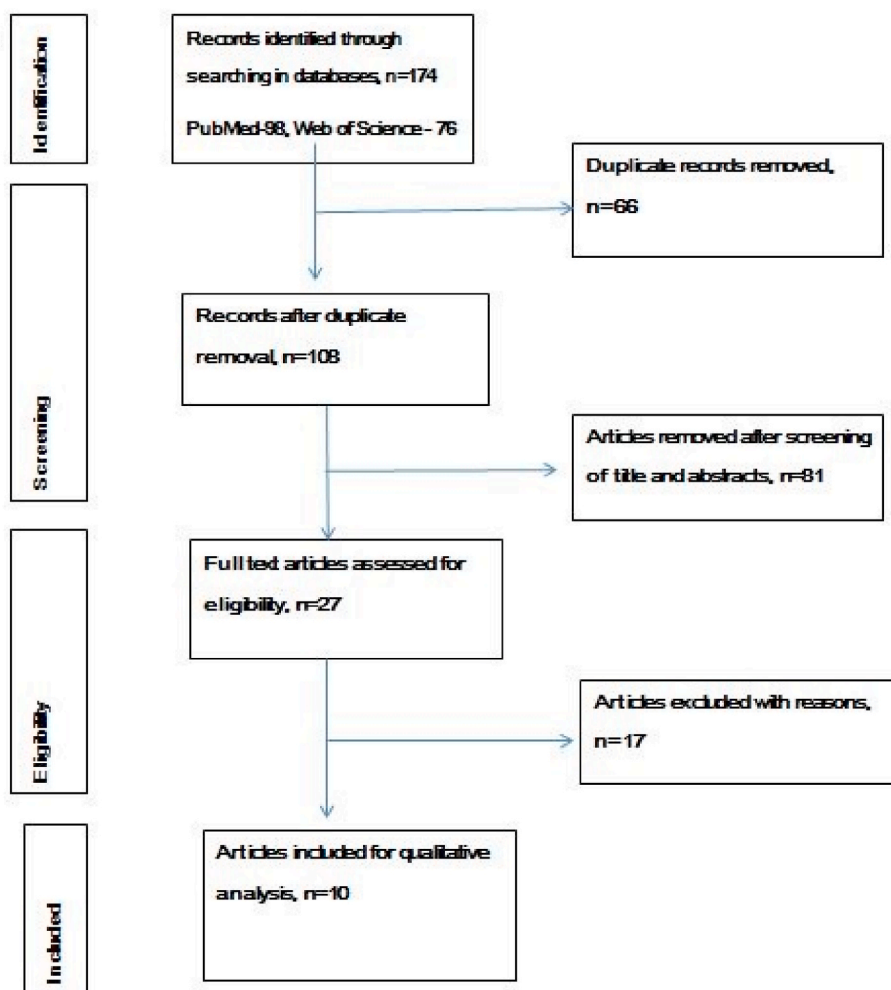 Identification
Records identified through
searching in databases, n=174
PubMed-98, Web of Science - 76
Duplicate records removed,
n=66
Screening
Records after duplicate
removal, n=108
Articles removed after screening
of title and abstracts, n=81
Eligibility
Full text articles assessed for
eligibility, n=27
Articles excluded with reasons,
n=17
Included
Articles included for qualitative
analysis, n=10